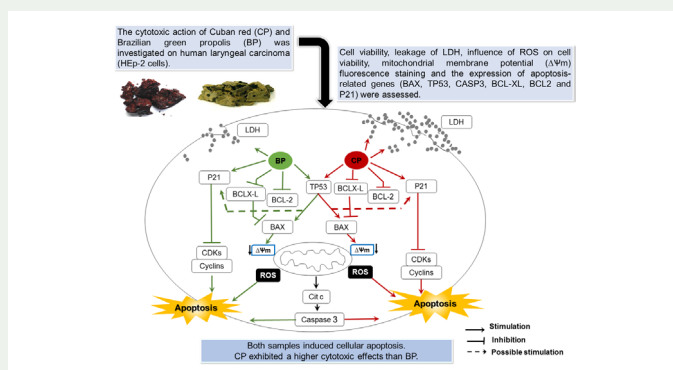 The cytotoxic action of Cuban red (CP) and
Brazilian green propolis (BP) was
investigated on human laryngeal carcinoma
(HEp-2 cells).
Cell viability, leakage of LDH, influence of ROS on cell
viability, mitochondrial membrane potential (ΔΨm)
fluorescence staining and the expression of apoptosis-
related genes (BAX, TP53, CASP3, BCL-XL, BCL2 and
P21) were assessed.
LDH
LDH
BP
CP
P21
BCLX-L
BCL-2
TP53
BCLX-L
BCL-2
P21
BAX
BAX
ΔΨm
ΔΨm
CDKs
Cyclins
CDKs
Cyclins
ROS
ROS
Cit c
Apoptosis
Apoptosis
Caspase 3
Stimulation
Inhibition
Possible stimulation
Both samples induced cellular apoptosis.
CP exhibited a higher cytotoxic effects than BP.